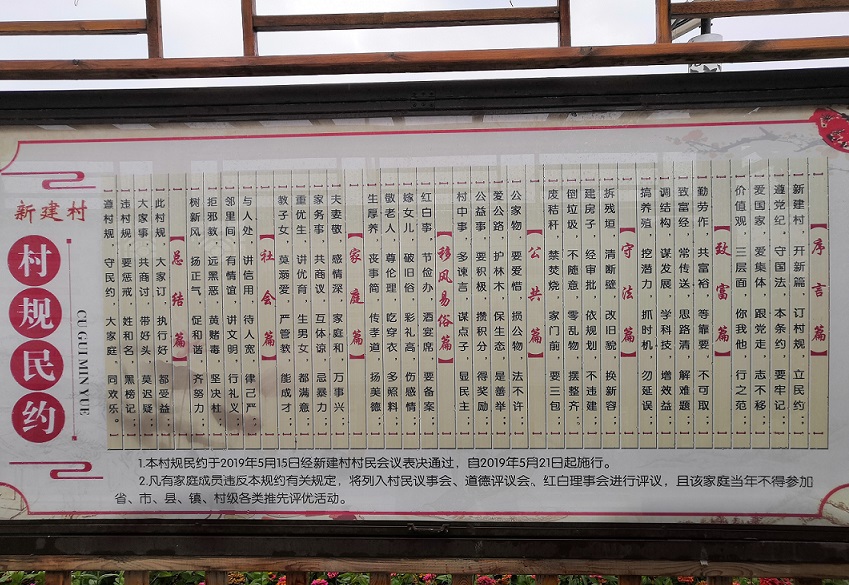 新建村
村规民约
CUGUIMINYUE
【序言篇】
新建村，开新篇，订村规，立民约。
遵党纪，守国法，本条约，要牢记。
爱国家，爱集体，跟党走，志不移。
价值观，三层面，你我他，行之范。
【致富篇】
勤劳作，共富裕，等靠要，不可取。
致富经，常传送，思路清，解难题。
调结构，谋发展，学科技，增效益。
搞养殖，挖潜力，抓时机，勿延误。
【守法篇】
拆残垣，清断壁，改旧貌，换新容。
建房子，经审批，依规划，不违建。
倒垃圾，不随意，零乱物，摆整齐。
废秸秆，禁焚烧，家门前，要三包。
【公共篇】
公家物，要爱惜，损公物，法不许。
爱公路，护林木，保生态，是善举。
公益事，要积极，攒积分，得奖励。
村中事，多谏言，谋点子，显民主。
【移风易俗篇】
红白事，节俭办，酒宴席，要备案。
嫁女儿，破旧俗，彩礼高，伤感情。
敬老人，尊伦理，吃穿衣，多照料。
生厚养，丧事简，传孝道，扬美德。
【家庭篇】
夫妻敬，感情深，家庭和，万事兴。
家务事，共商议，互体谅，忌暴力。
重优生，讲优育，生男女，都满意。
教子女，莫溺爱，严管教，能成才。
【社会篇】
与人处，讲信用，待人宽，律己严。
邻里间，有情谊，讲文明，行礼义。
拒邪教，远黑恶，黄赌毒，坚决杜。
树新风，扬正气，促和谐，齐努力。
【总结篇】
此村规，大家订，执行好，都受益。
大家事，共商讨，带好头，莫迟疑。
违村规，要惩戒，姓和名，黑榜记。
遵村规，守民约，大家庭，同欢乐。
1.本村规民约于2019年5月15日经新建村村民会议表决通过，自2019年5月21日起施行。
2.凡有家庭成员违反本规约有关规定，将列入村民议事会、道德评议会、红白理事会进行评议，且该家庭当年不得参加
省、市、县、镇、村级各类推先评优活动。